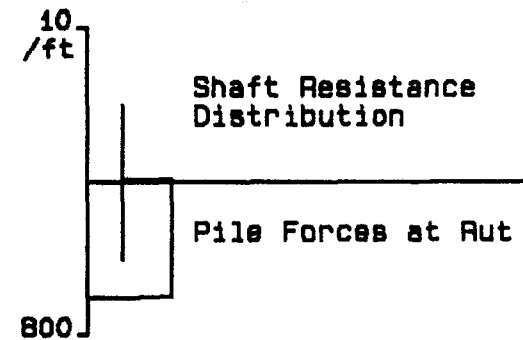 10
/ft
Shaft Resistance
Distribution
Pile Forces at Rut
800